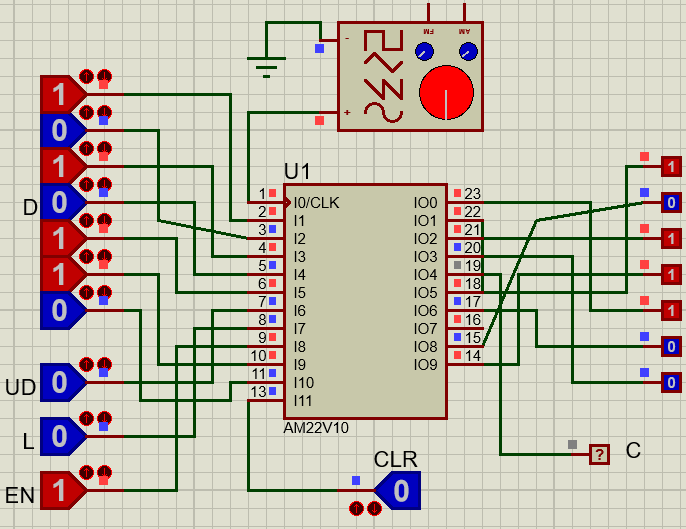 FM AM
-
+
1
0
1
D
0
1
1
0
UD
0
L
0
EN
1
U1
1 I0/CLK IO0 23
2 I1 IO1 22
3 I2 IO2 21
4 I3 IO3 20
5 I4 IO4 19
6 I5 IO5 18
7 I6 IO6 17
8 I7 IO7 16
9 I8 IO8 15
10 I9 IO9 14
11 I10
13 I11
AM22V10
CLR
0
1
0
1
1
1
0
0
? C